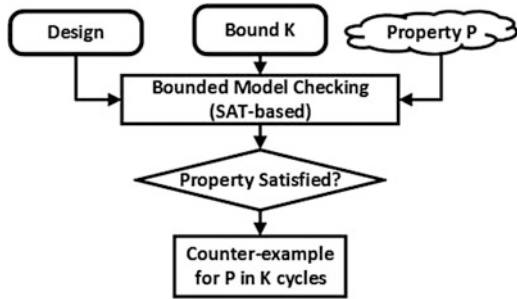 Design
Bound K
Property P
Bounded Model Checking
(SAT-based)
Property Satisfied?
Counter-example
for P in K cycles